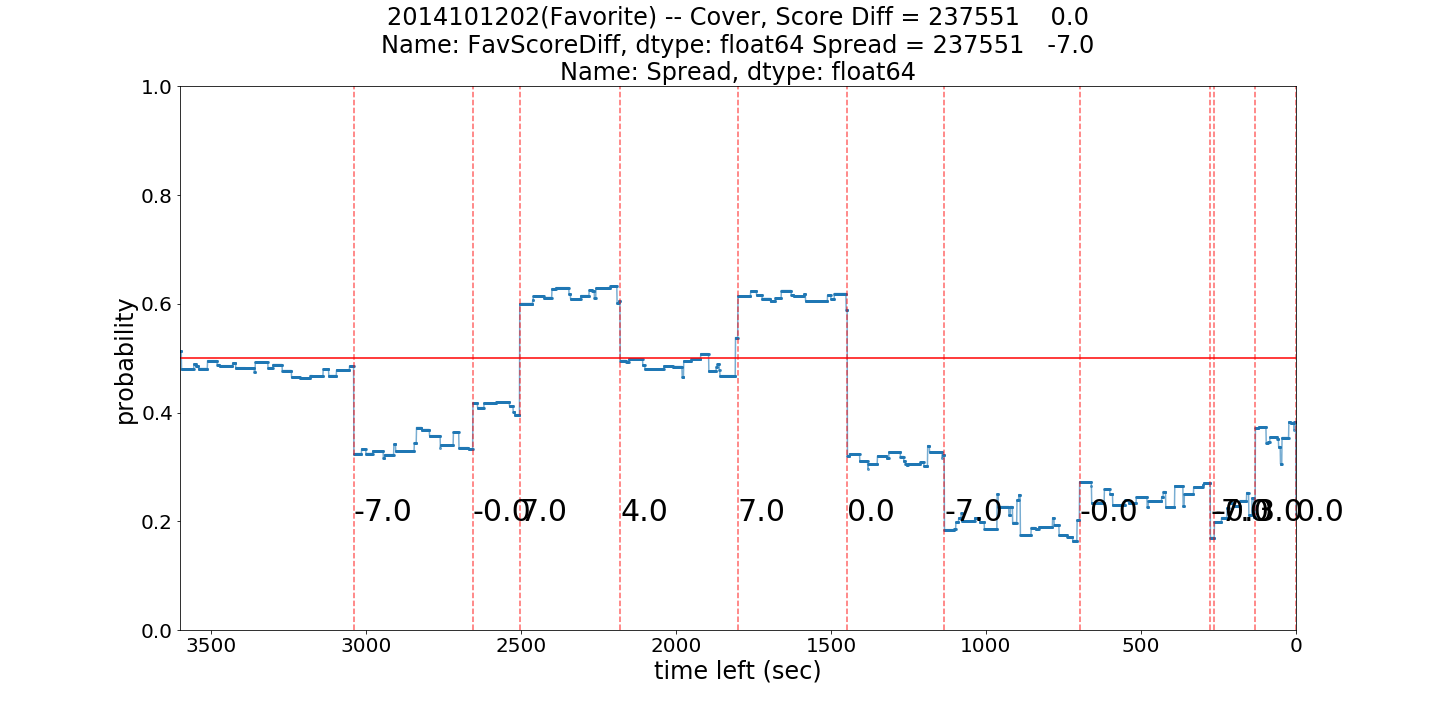 2014101202(Favorite) -- Cover, Score Diff = 237551    0.0
Name: FavScoreDiff, dtype: float64 Spread = 237551   -7.0
Name: Spread, dtype: float64
1.0
0.8
0.6
0.4
0.2
0.0
probability
-7.0 -0.0 7.0 4.0 7.0 0.0 -7.0 -0.0 0.0
3500 3000 2500 2000 1500 1000 500 0
time left (sec)